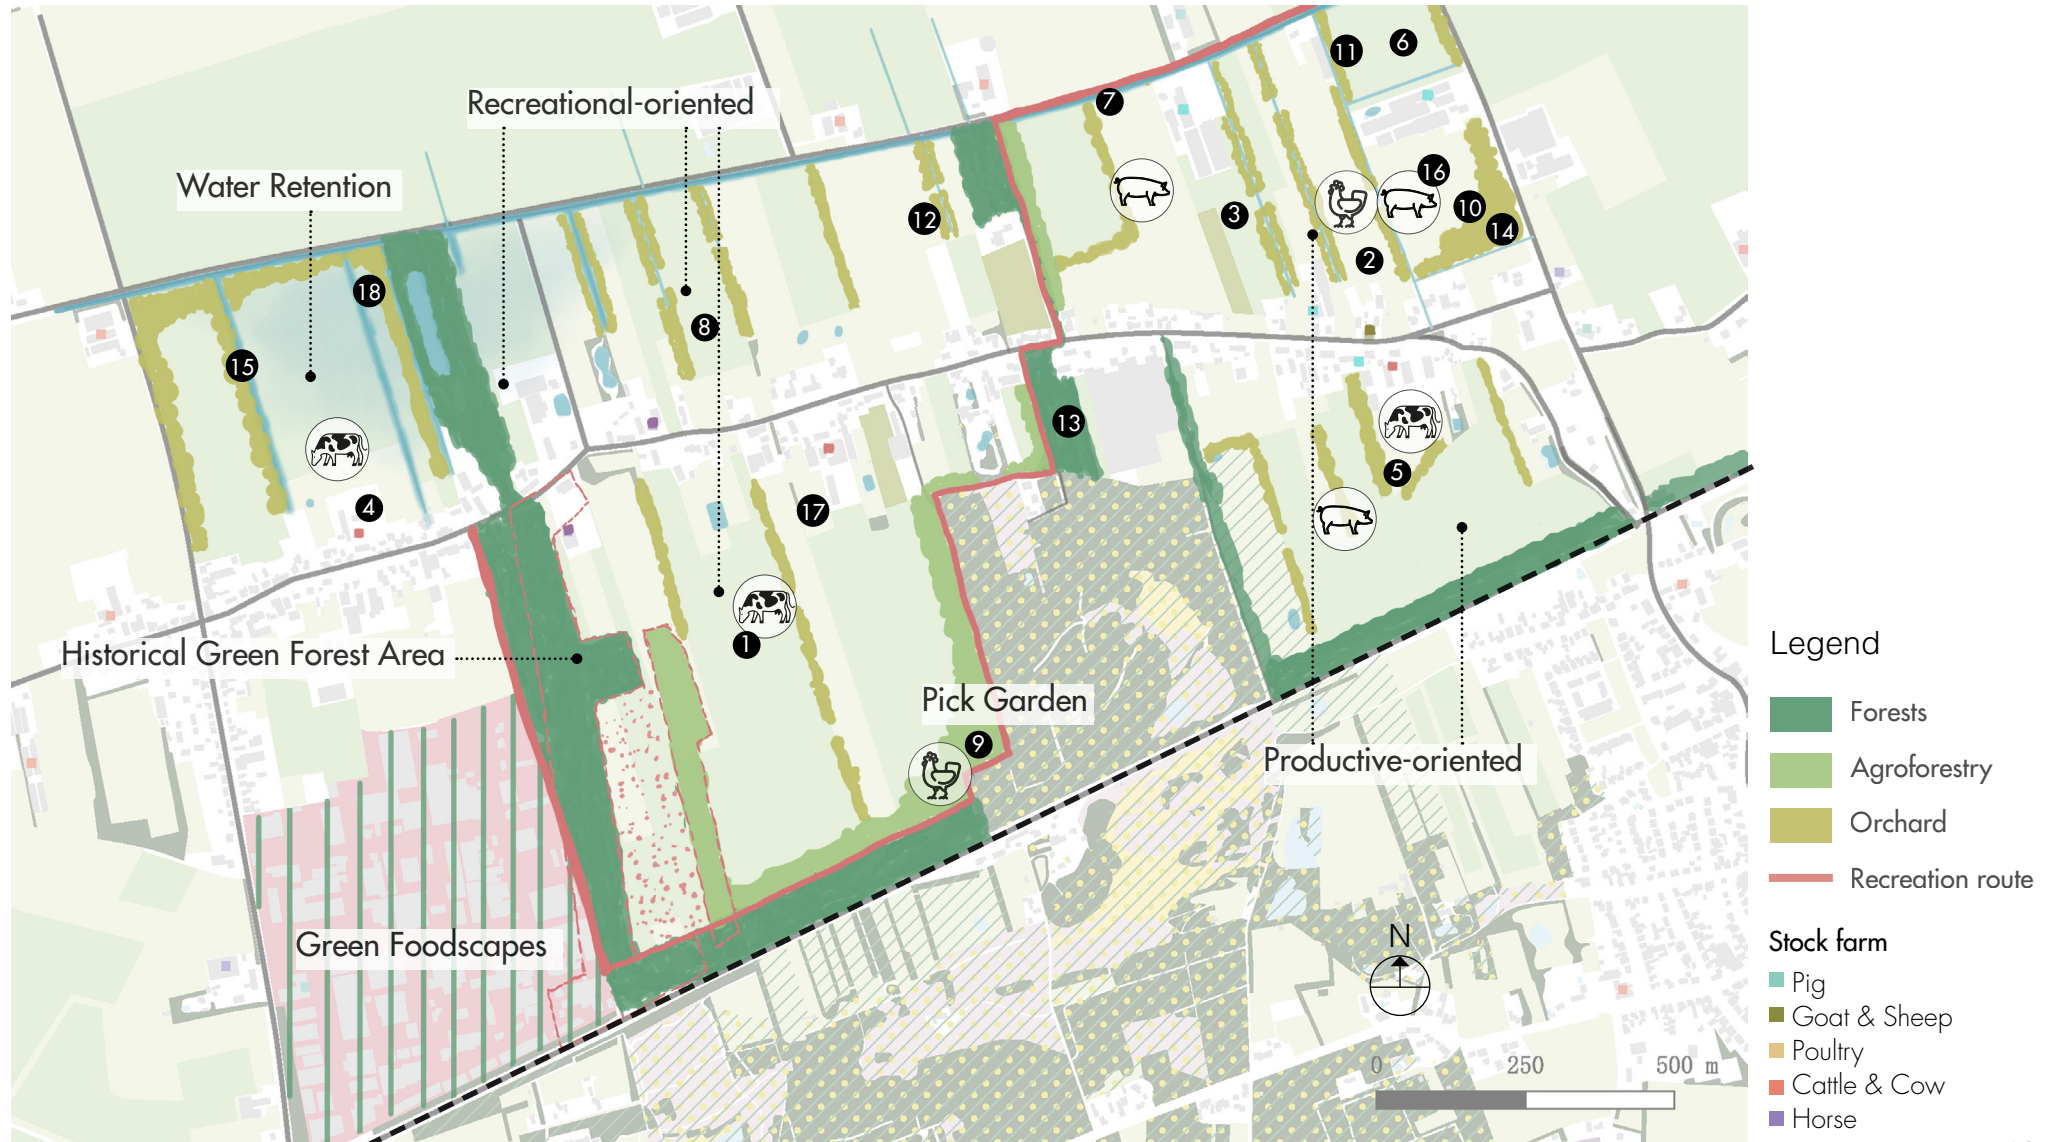 11
6
7
Recreational-oriented
Water Retention
16
12
3
10
14
2
18
8
15
13
5
4
17
1
Historical Green Forest Area
Pick Garden
9
Productive-oriented
Green Foodscapes
N
0 250 500 m
Legend
Forests
Agroforestry
Orchard
Recreation route
Stock farm
Pig
Goat & Sheep
Poultry
Cattle & Cow
Horse